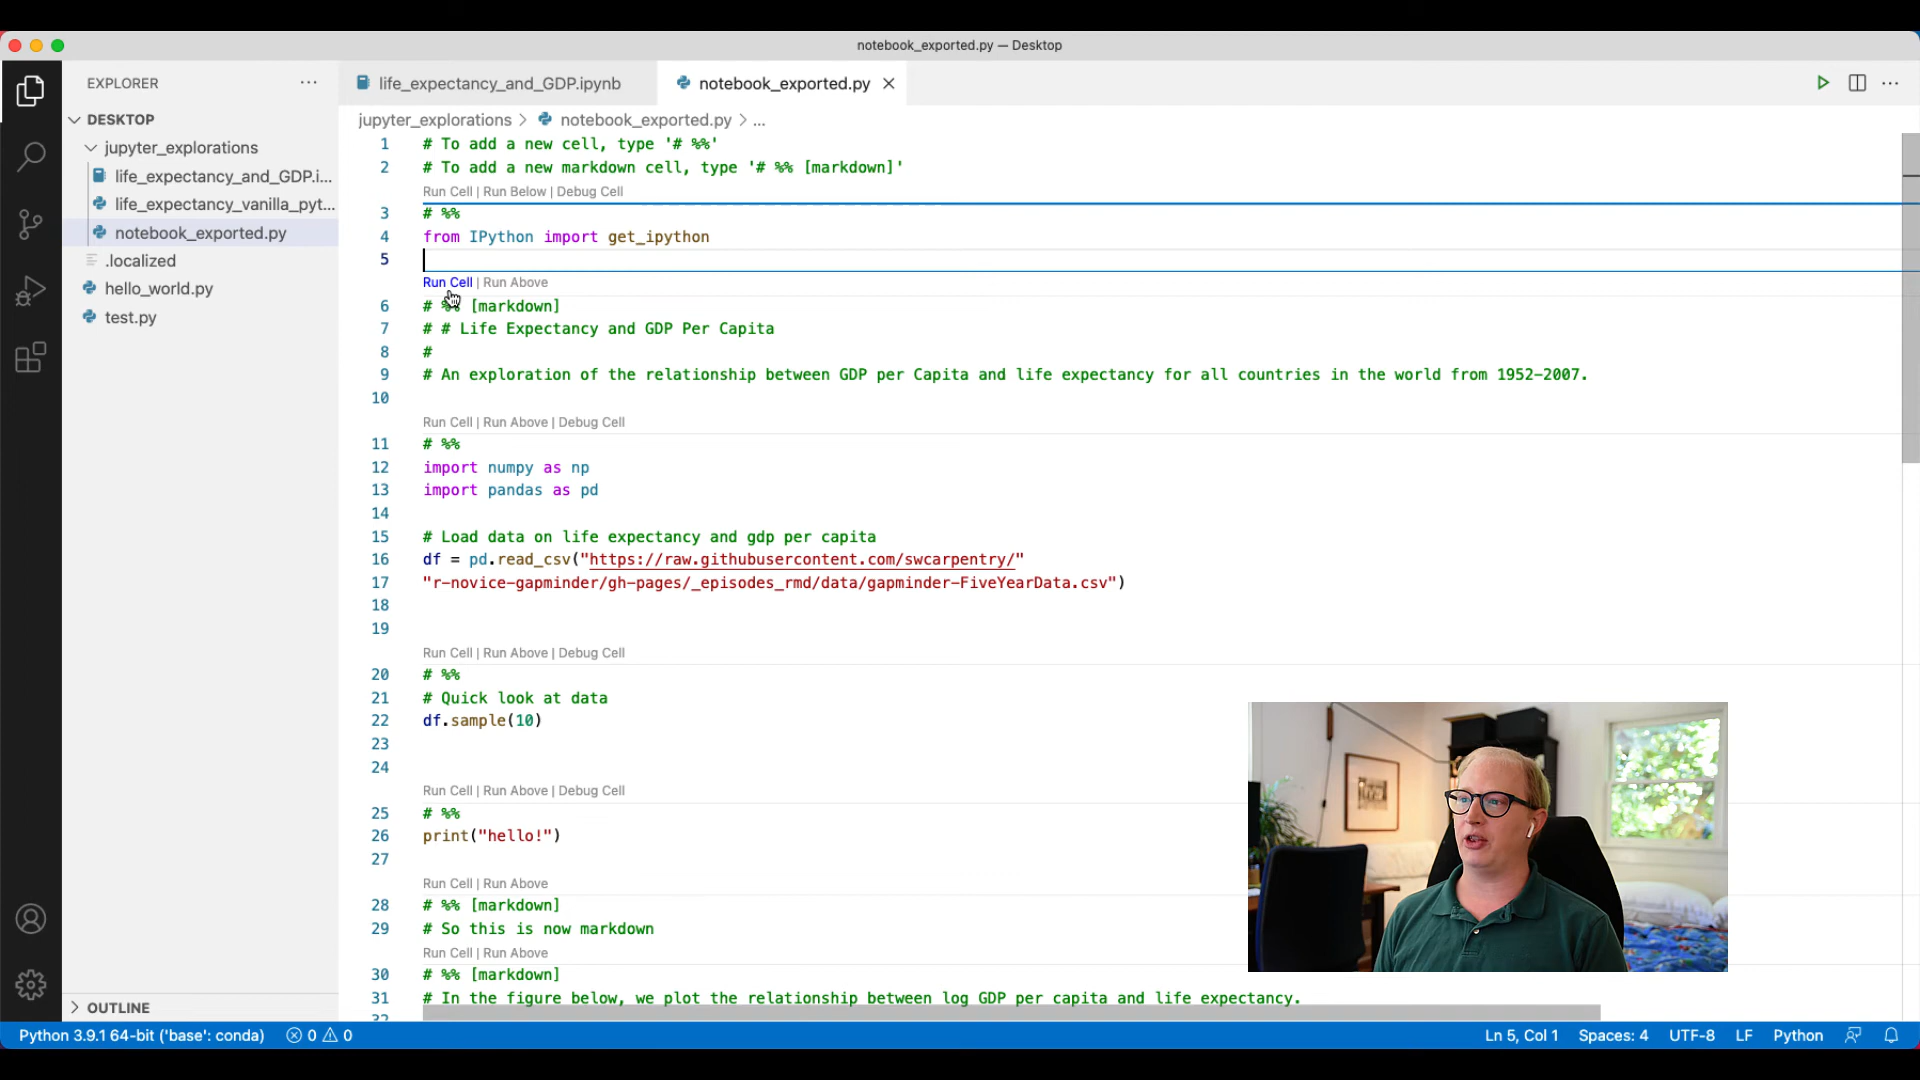 notebook_exported.py — Desktop
EXPLORER ···
life_expectancy_and_GDP.ipynb
notebook_exported.py
DESKTOP
jupyter_explorations
life_expectancy_and_GDP.i...
life_expectancy_vanilla_pyt...
notebook_exported.py
.localized
hello_world.py
test.py
OUTLINE
jupyter_explorations > notebook_exported.py > ...
1 # To add a new cell, type '# %%'
2 # To add a new markdown cell, type '# %% [markdown]'
Run Cell | Run Below | Debug Cell
3 # %%
4 from IPython import get_ipython
5
Run Cell | Run Above
6 # %% [markdown]
7 # # Life Expectancy and GDP Per Capita
8 #
9 # An exploration of the relationship between GDP per Capita and life expectancy for all countries in the world from 1952-2007.
10
Run Cell | Run Above | Debug Cell
11 # %%
12 import numpy as np
13 import pandas as pd
14
15 # Load data on life expectancy and gdp per capita
16 df = pd.read_csv("https://raw.githubusercontent.com/swcarpentry/"
17 "r-novice-gapminder/gh-pages/_episodes_rmd/data/gapminder-FiveYearData.csv")
18
19
Run Cell | Run Above | Debug Cell
20 # %%
21 # Quick look at data
22 df.sample(10)
23
24
Run Cell | Run Above | Debug Cell
25 # %%
26 print("hello!")
27
Run Cell | Run Above
28 # %% [markdown]
29 # So this is now markdown
Run Cell | Run Above
30 # %% [markdown]
31 # In the figure below, we plot the relationship between log GDP per capita and life expectancy.
32
Python 3.9.1 64-bit ('base': conda) 0 0 Ln 5, Col 1 Spaces: 4 UTF-8 LF Python